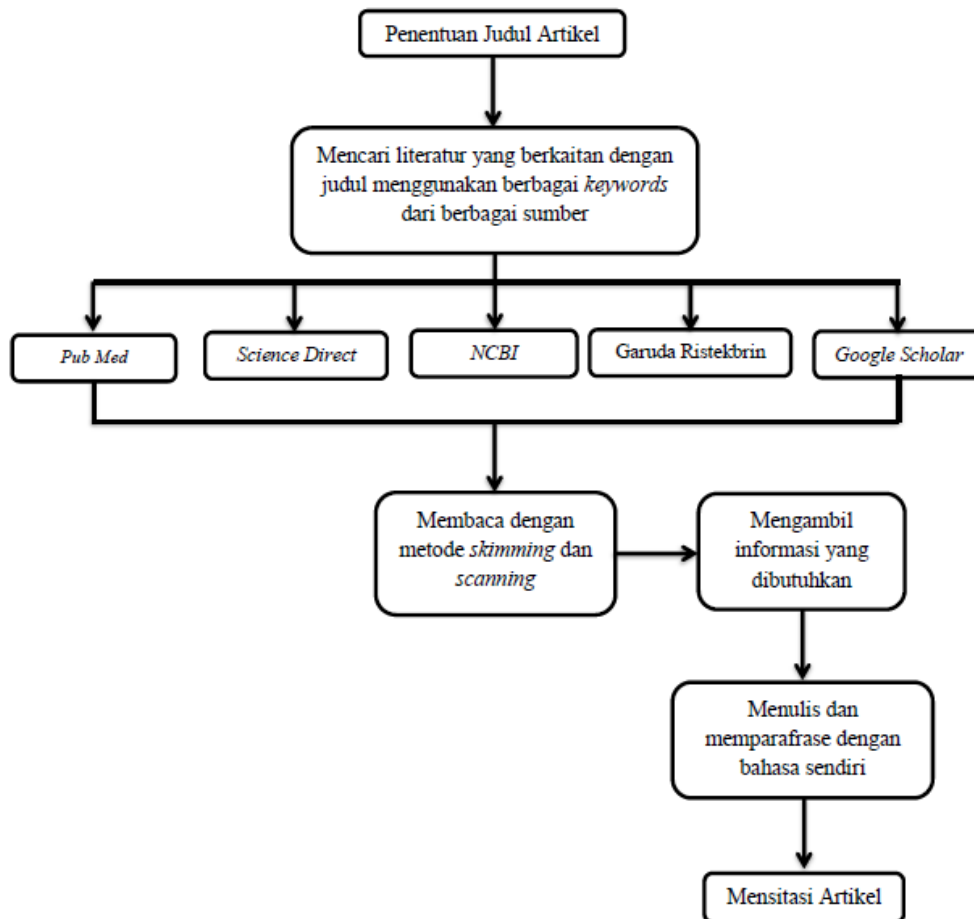 Penentuan Judul Artikel
Mencari literatur yang berkaitan dengan
judul menggunakan berbagai keywords
dari berbagai sumber
Pub Med
Science Direct
NCBI
Garuda Ristekbrin
Google Scholar
Membaca dengan
metode skimming dan
scanning
Mengambil
informasi yang
dibutuhkan
Menulis dan
memparafrase dengan
bahasa sendiri
Mensitasi Artikel